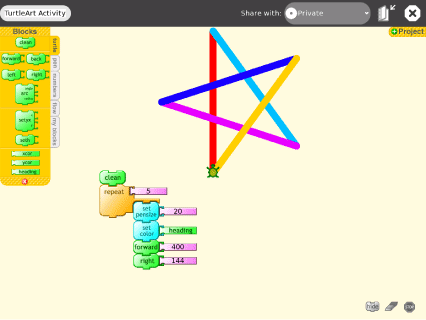 TurtleArt Activity
Share with:
Private
Project
Blocks
clean
forward back
left right
arc
setxy
seth
xcor
ycor
heading
turtle
pen
numbers
flow
my blocks
clean
repeat 5
set
pensize 20
set
color heading
forward 400
right 144